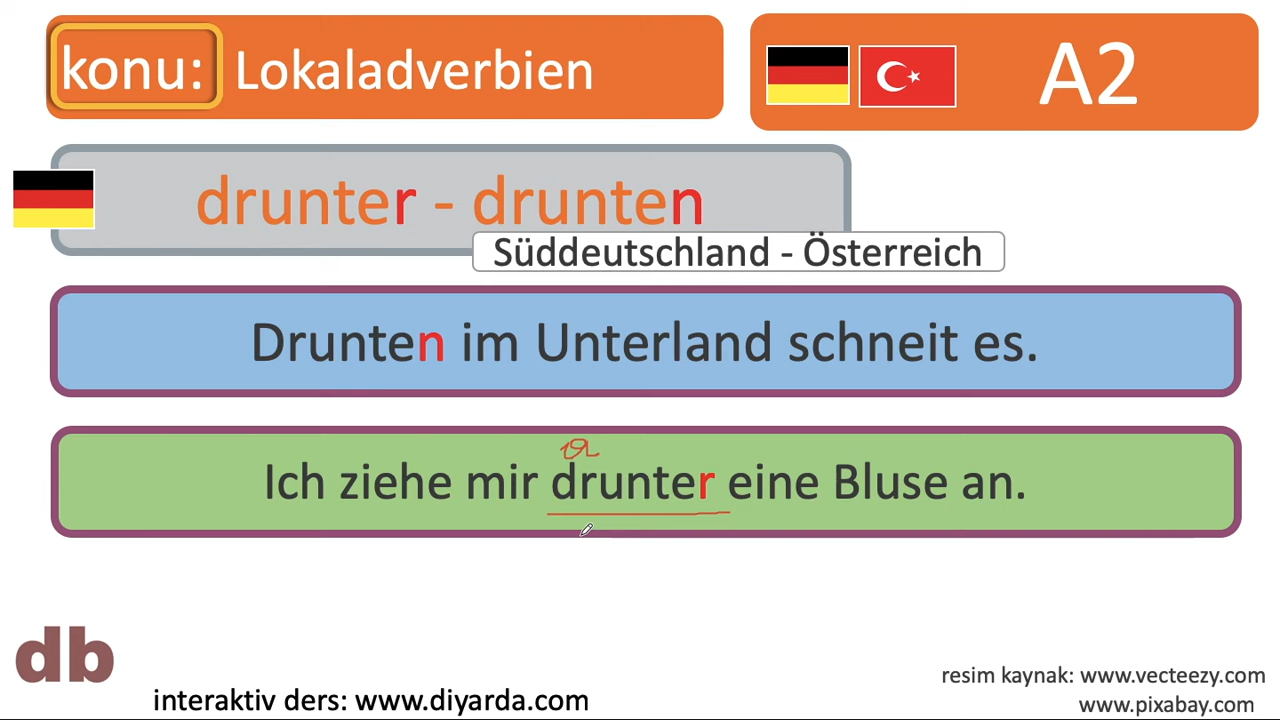 konu: Lokaladverbien
A2
drunter - drunten
Süddeutschland - Österreich
Drunten im Unterland schneit es.
Ich ziehe mir drunter eine Bluse an.
db
interaktiv ders: www.diyarda.com
resim kaynak: www.vecteezy.com
www.pixabay.com